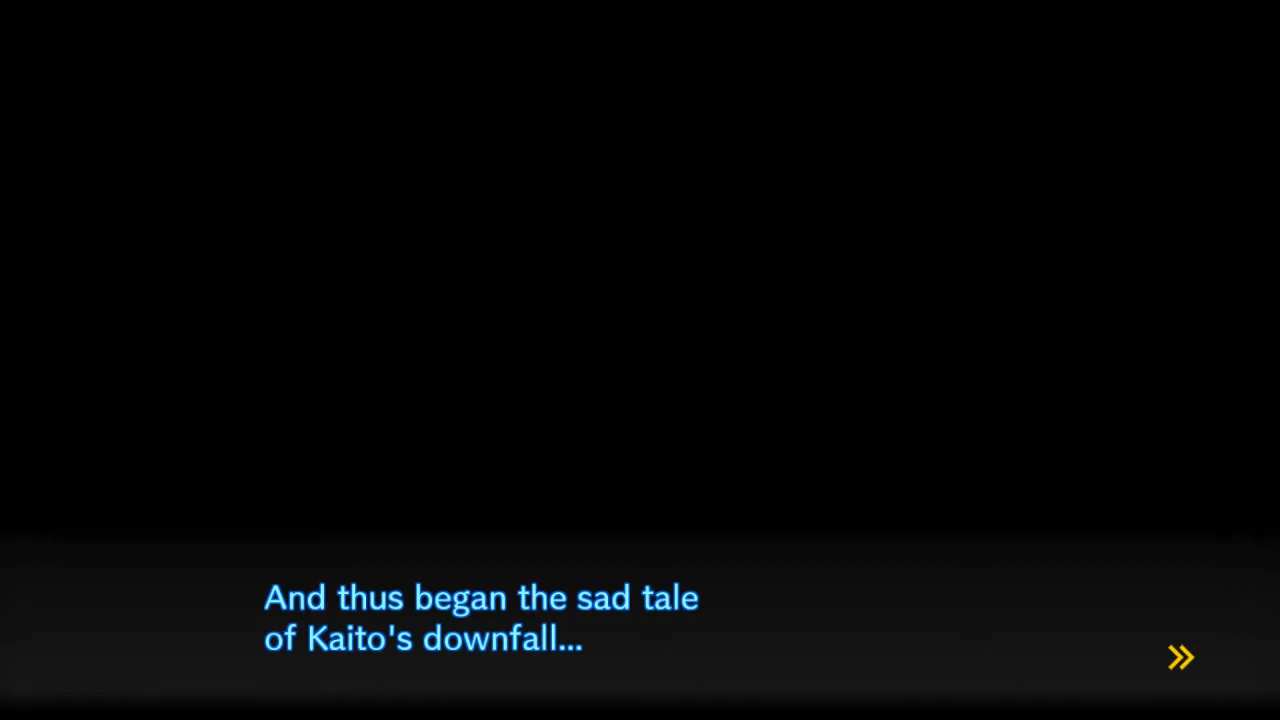 And thus began the sad tale
of Kaito's downfall...